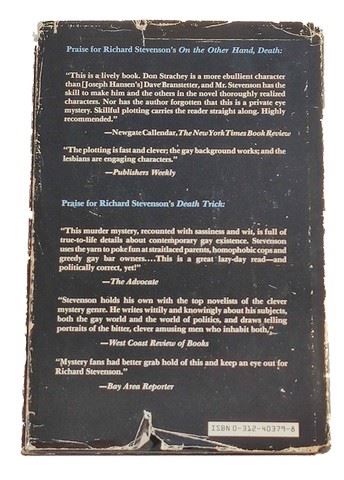 Praise for Richard Stevenson's On the Other Hand, Death:
"This is a lively book. Don Strachey is a more ebullient character
than [Joseph Hansen's] Dave Branstetter, and Mr. Stevenson has the
skill to make him and the others in the novel thoroughly realized
characters. Nor has the author forgotten that this is a private eye
mystery. Skillful plotting carries the reader straight along. Highly
recommended."
—Newgate Callendar, The New York Times Book Review
"The plotting is fast and clever; the gay background works; and the
lesbians are engaging characters."
—Publishers Weekly
Praise for Richard Stevenson's Death Trick:
"This murder mystery, recounted with sassiness and wit, is full of
true-to-life details about contemporary gay existence. Stevenson
uses the yarn to poke fun at straitlaced parents, homophobic cops and
greedy gay bar owners....This is a great lazy-day read—and
politically correct, yet!"
—The Advocate
"Stevenson holds his own with the top novelists of the clever
mystery genre. He writes wittily and knowingly about his subjects,
both the gay world and the world of politics, and draws telling
portraits of the bitter, clever amusing men who inhabit both,"
—West Coast Review of Books
"Mystery fans had better grab hold of this and keep an eye out for
Richard Stevenson."
—Bay Area Reporter
ISBN 0-312-40379-8